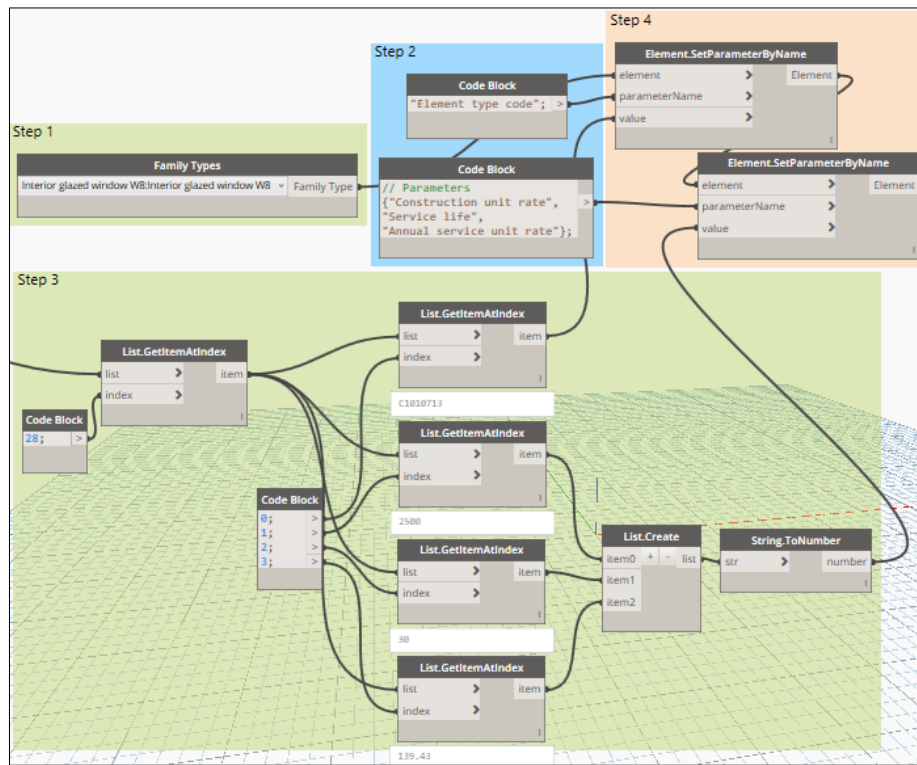 Step 1
Family Types
Interior glazed window W8:Interior glazed window W8
Family Type
Step 2
Code Block
"Element type code"; >
Code Block
// Parameters
{"Construction unit rate", >
"Service life",
"Annual service unit rate"};
Step 4
Element.SetParameterByName
element > Element
parameterName >
value >
Element.SetParameterByName
element > Element
parameterName >
value >
Step 3
List.GetItemAtIndex
list > item
index >
Code Block
28; >
Code Block
0; >
1; >
2; >
3; >
List.GetItemAtIndex
list > item
index >
C1010713
List.GetItemAtIndex
list > item
index >
2500
List.GetItemAtIndex
list > item
index >
30
List.GetItemAtIndex
list > item
index >
139.43
List.Create
item0 + - list
item1
item2
String.ToNumber
str > number